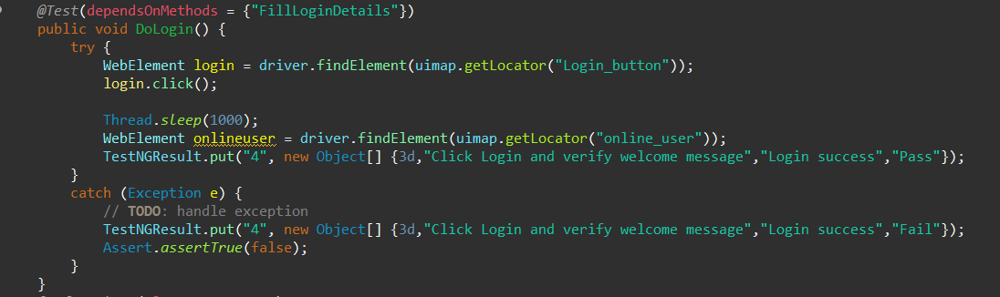 @Test(dependsOnMethods = {"FillLoginDetails"})
public void DoLogin() {
try {
WebElement login = driver.findElement(uimap.getLocator("Login_button"));
login.click();
Thread.sleep(1000);
WebElement onlineuser = driver.findElement(uimap.getLocator("online_user"));
TestNGResult.put("4", new Object[] {3d,"Click Login and verify welcome message","Login success","Pass"});
}
catch (Exception e) {
// TODO: handle exception
TestNGResult.put("4", new Object[] {3d,"Click Login and verify welcome message","Login success","Fail"});
Assert.assertTrue(false);
}
}